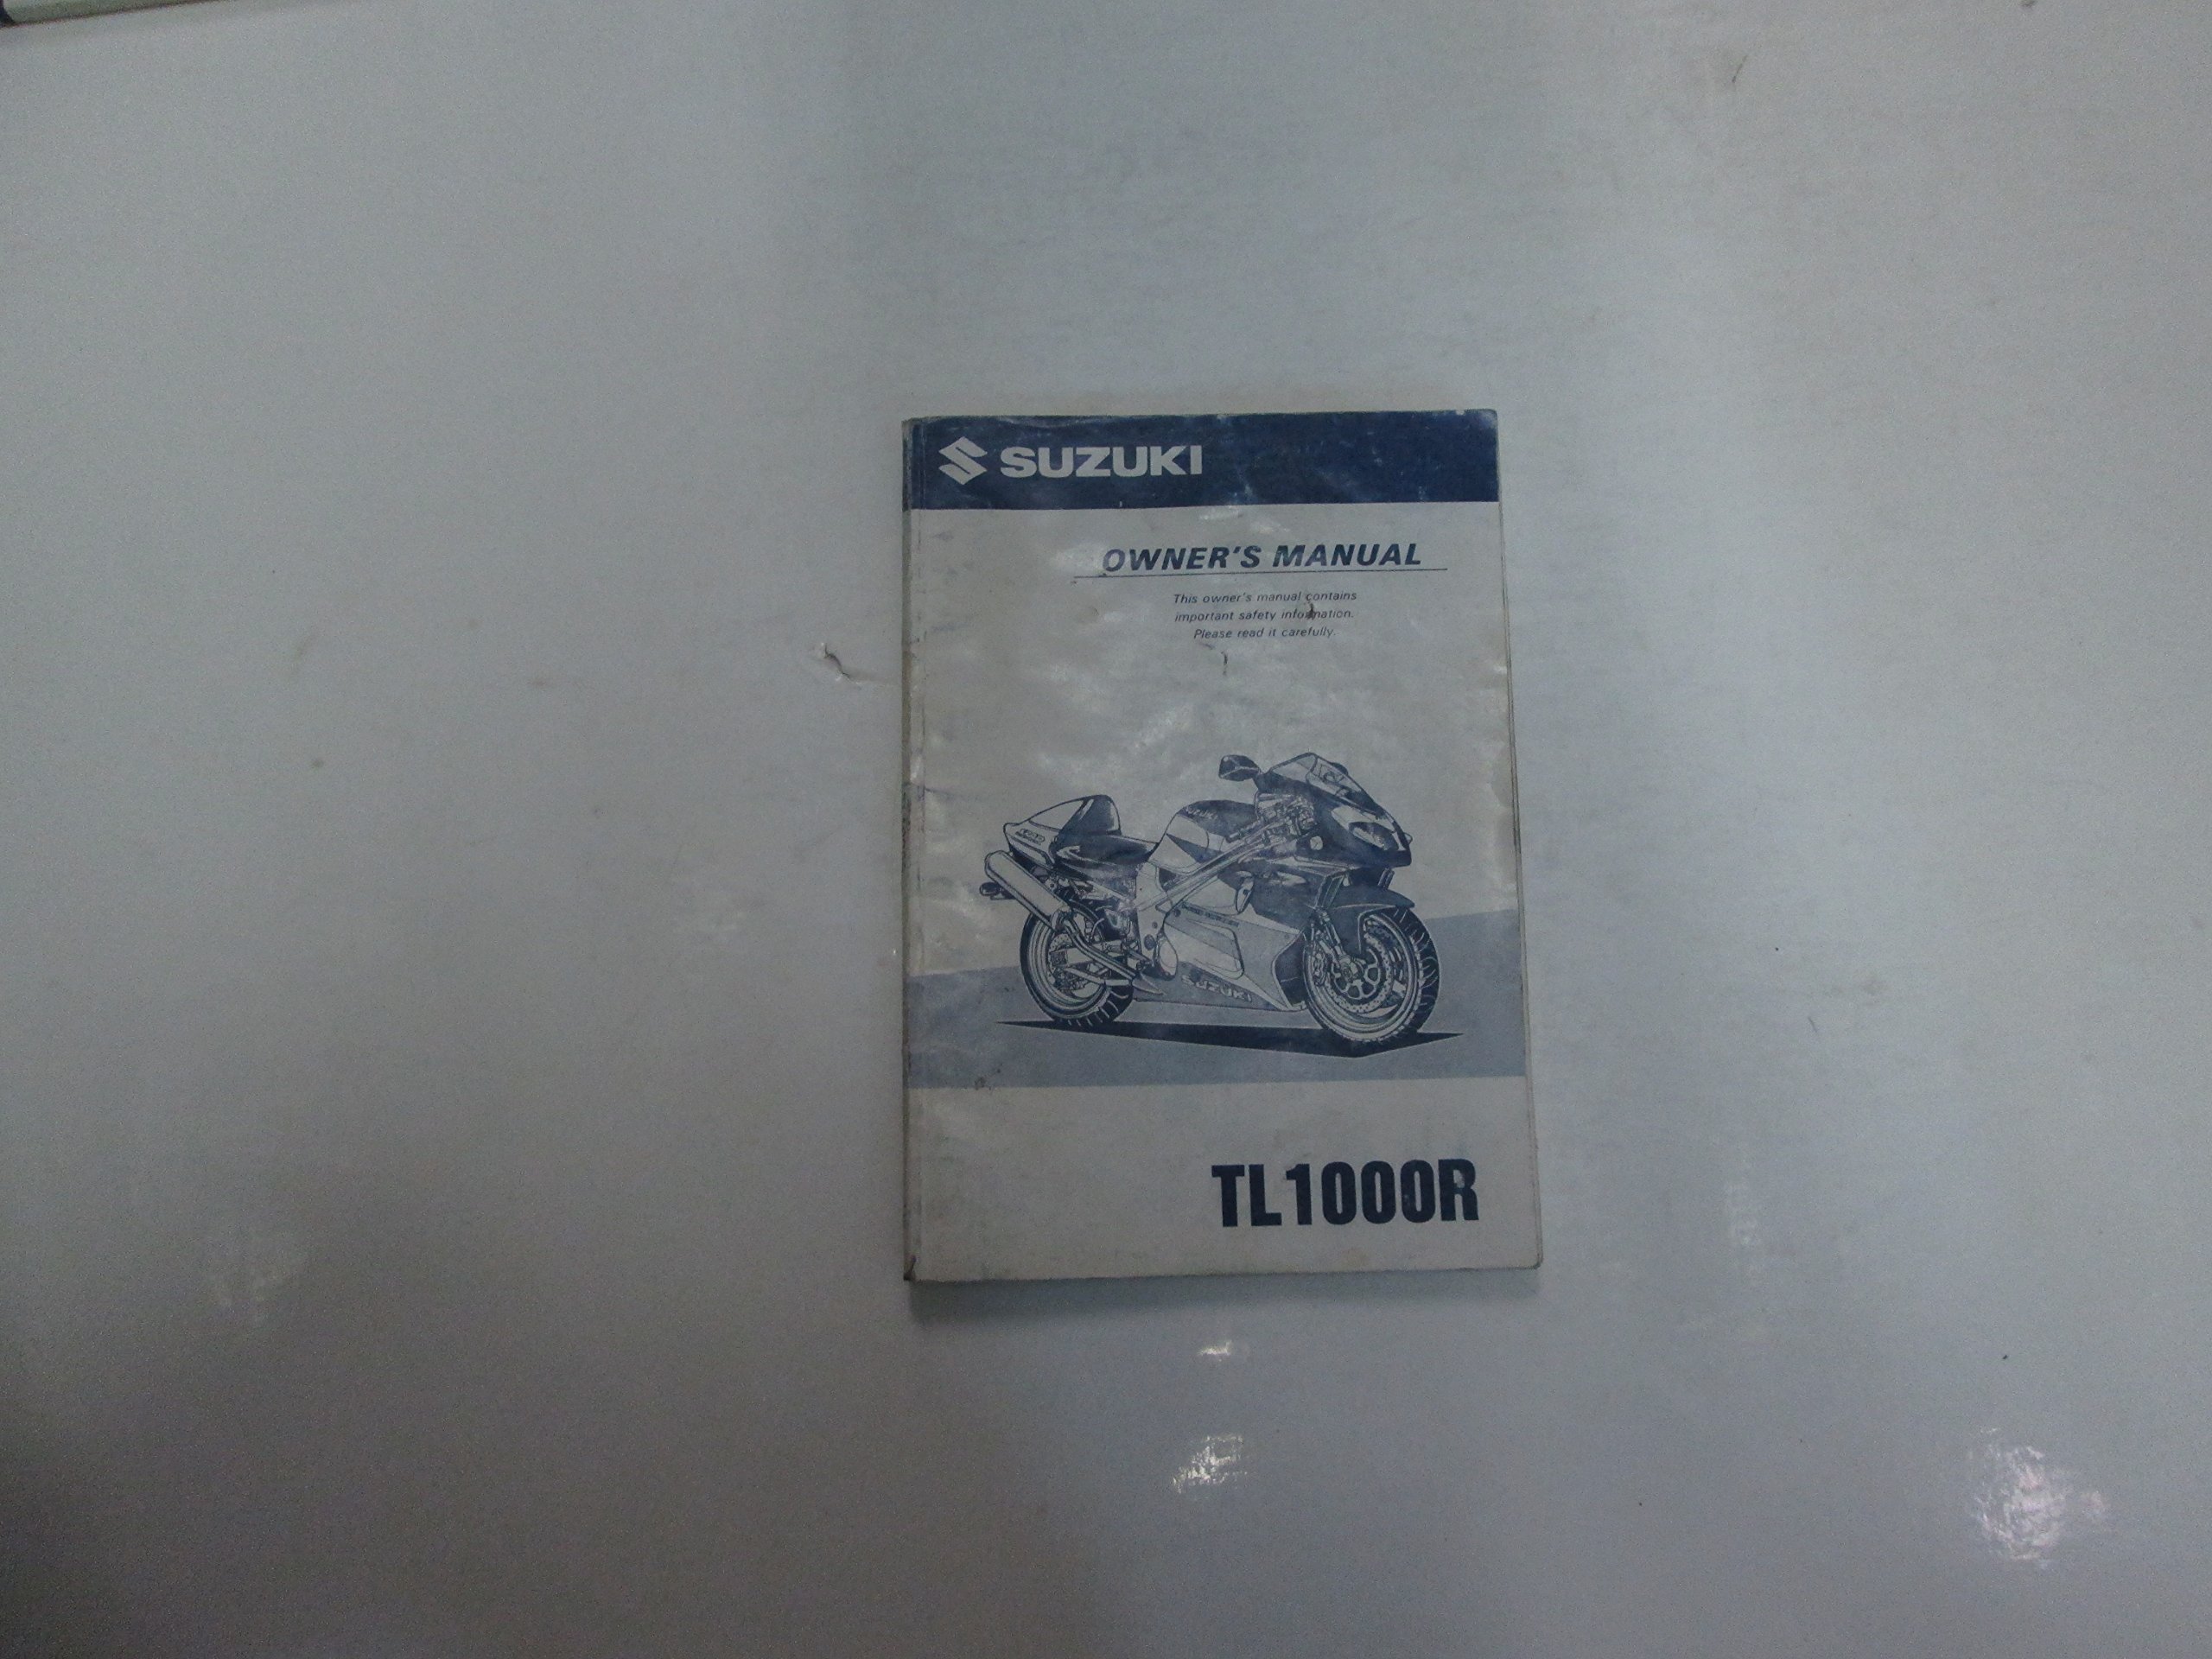 SUZUKI
OWNER'S MANUAL
This owner's manual contains
important safety information.
Please read it carefully.
SUZUKI
TL1000R